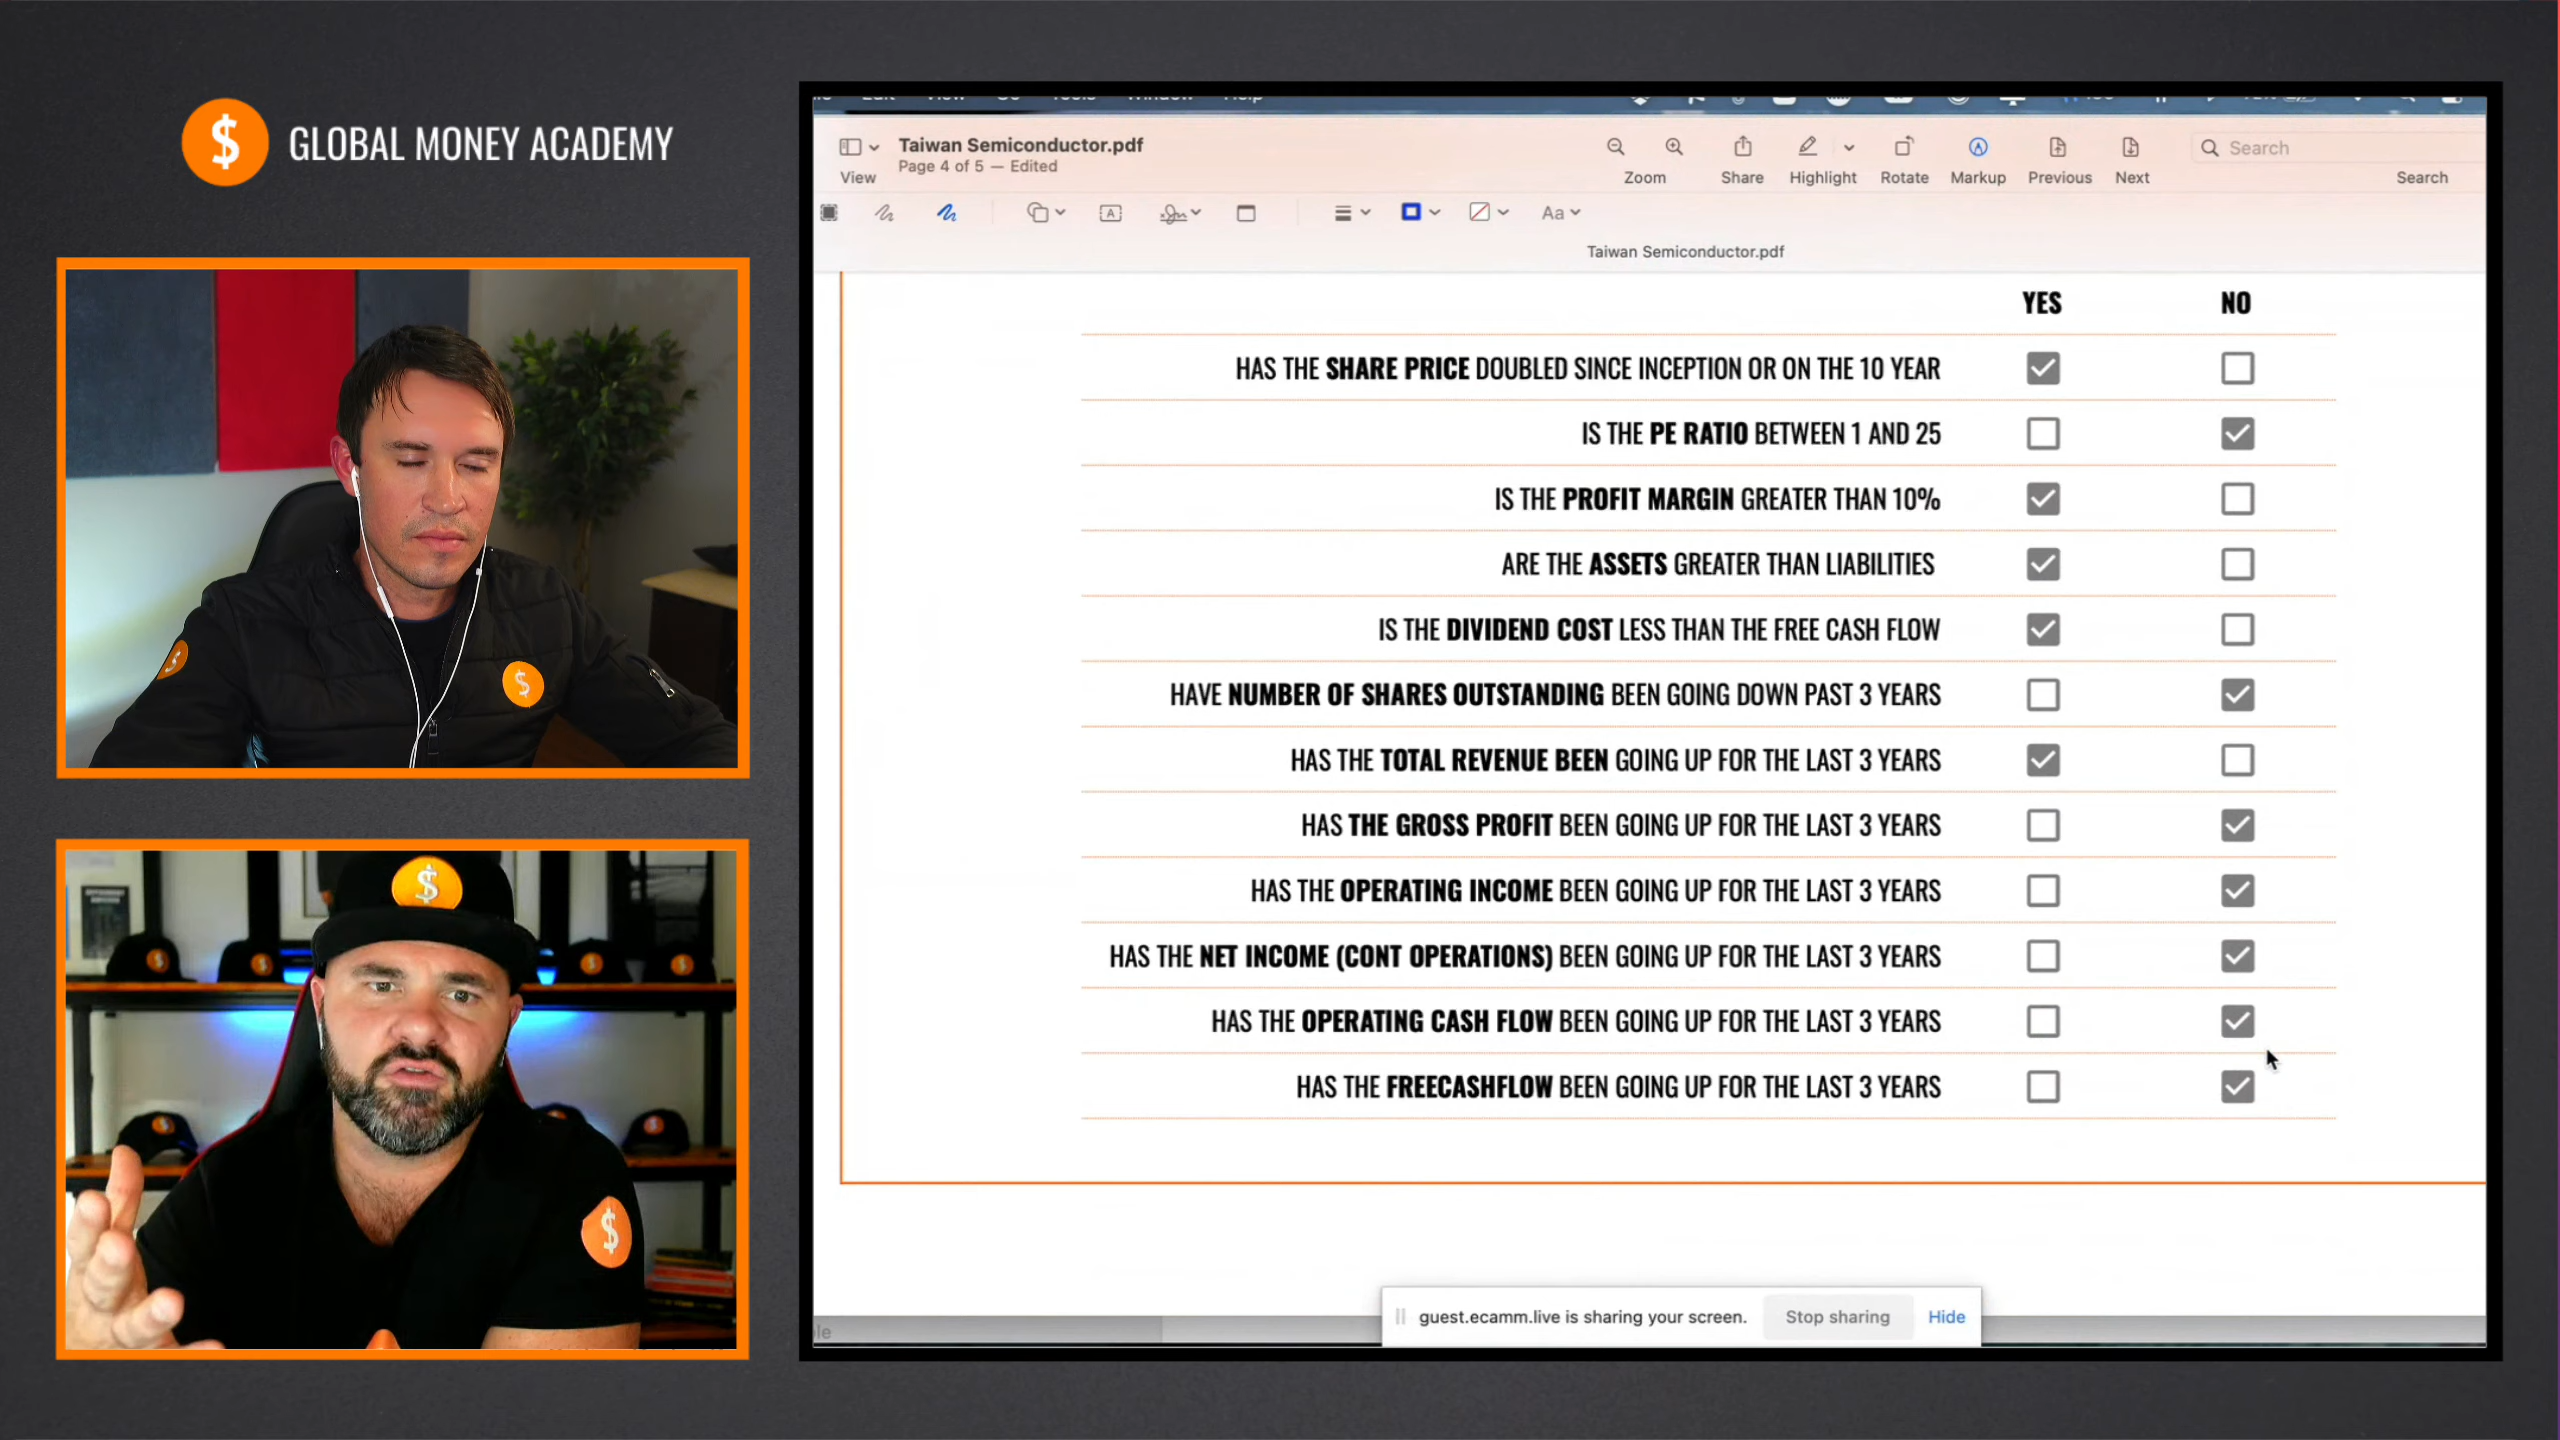 $ GLOBAL MONEY ACADEMY
Taiwan Semiconductor.pdf
Page 4 of 5 — Edited
View
Zoom
Share
Highlight
Rotate
Markup
Previous
Next
Search
Search
A
Aa
Taiwan Semiconductor.pdf
YES NO
HAS THE SHARE PRICE DOUBLED SINCE INCEPTION OR ON THE 10 YEAR
IS THE PE RATIO BETWEEN 1 AND 25
IS THE PROFIT MARGIN GREATER THAN 10%
ARE THE ASSETS GREATER THAN LIABILITIES
IS THE DIVIDEND COST LESS THAN THE FREE CASH FLOW
HAVE NUMBER OF SHARES OUTSTANDING BEEN GOING DOWN PAST 3 YEARS
HAS THE TOTAL REVENUE BEEN GOING UP FOR THE LAST 3 YEARS
HAS THE GROSS PROFIT BEEN GOING UP FOR THE LAST 3 YEARS
HAS THE OPERATING INCOME BEEN GOING UP FOR THE LAST 3 YEARS
HAS THE NET INCOME (CONT OPERATIONS) BEEN GOING UP FOR THE LAST 3 YEARS
HAS THE OPERATING CASH FLOW BEEN GOING UP FOR THE LAST 3 YEARS
HAS THE FREECASHFLOW BEEN GOING UP FOR THE LAST 3 YEARS
guest.ecamm.live is sharing your screen. Stop sharing Hide